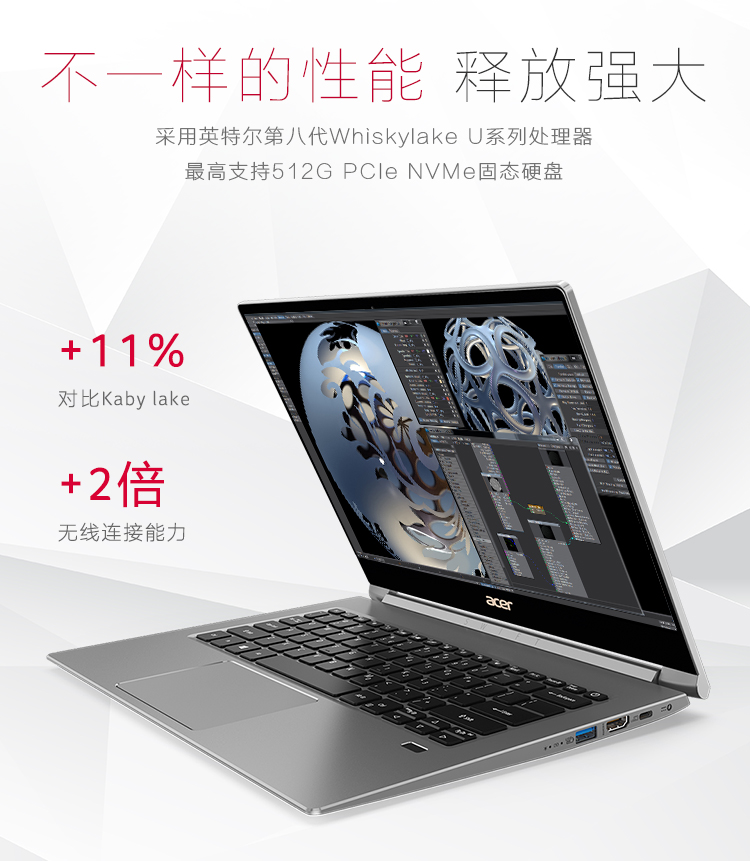 不一样的性能 释放强大
采用英特尔第八代Whiskylake U系列处理器
最高支持512G PCIe NVMe固态硬盘
+11%
对比Kaby lake
+2倍
无线连接能力
acer